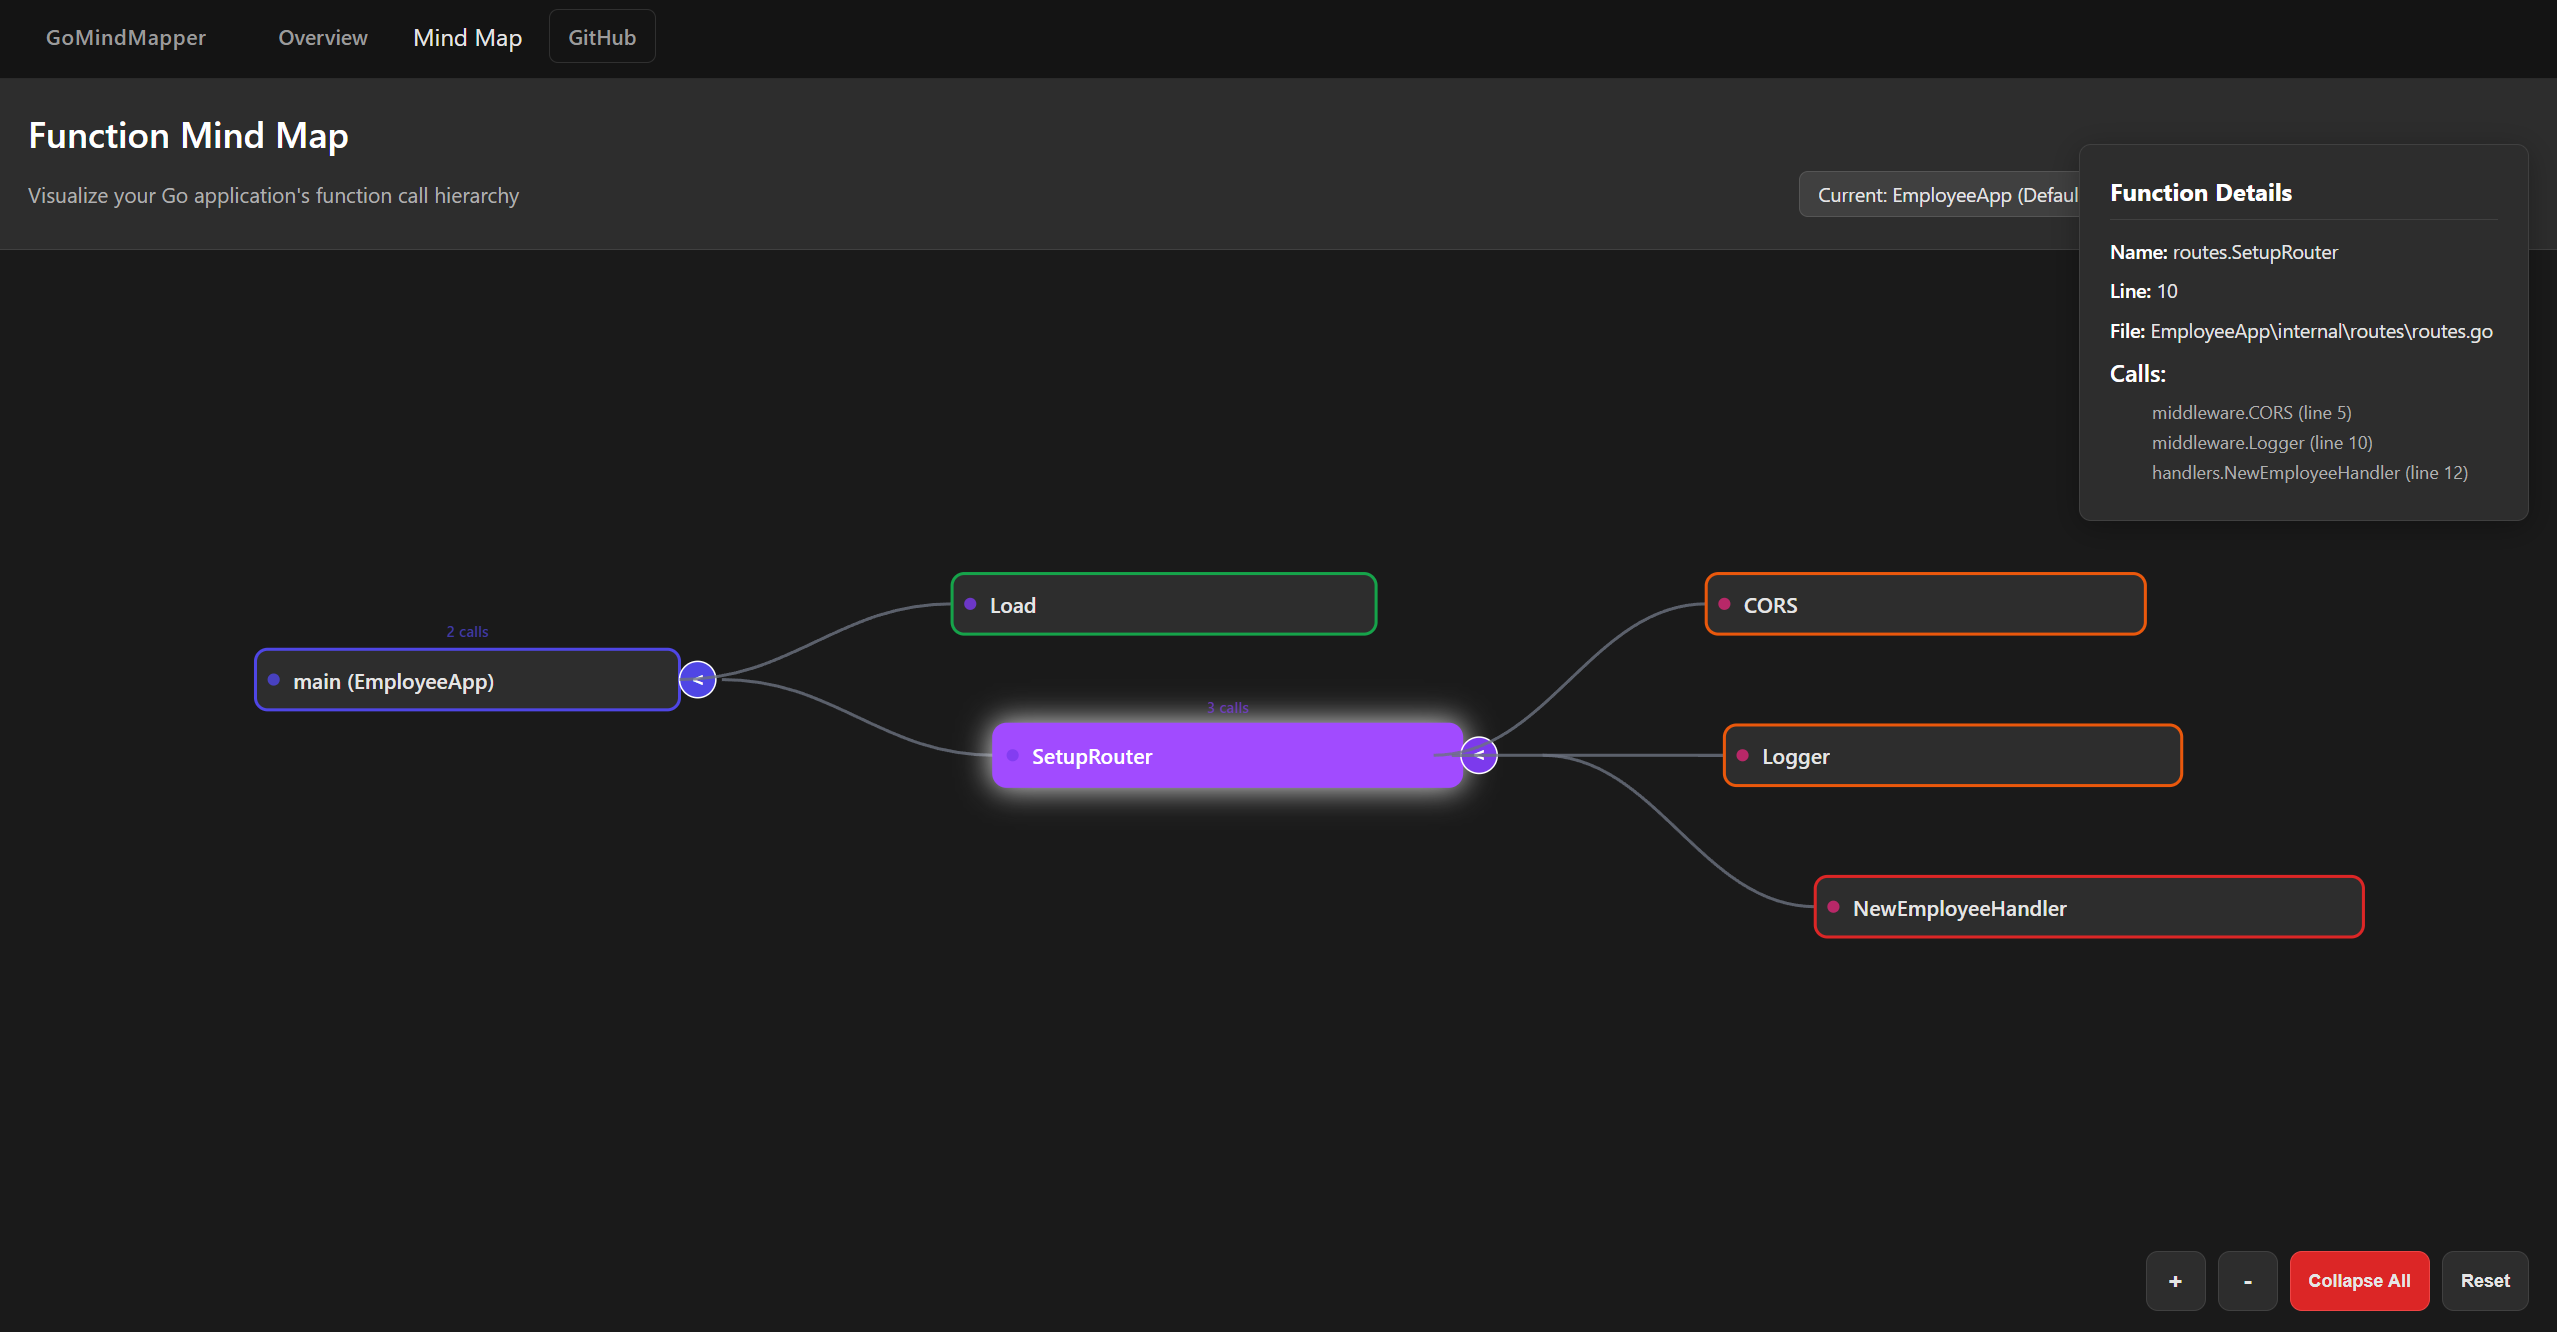 GoMindMapper
Overview
Mind Map
GitHub
Function Mind Map
Visualize your Go application's function call hierarchy
Current: EmployeeApp (Defaul
Function Details
Name: routes.SetupRouter
Line: 10
File: EmployeeApp\internal\routes\routes.go
Calls:
middleware.CORS (line 5)
middleware.Logger (line 10)
handlers.NewEmployeeHandler (line 12)
2 calls
main (EmployeeApp)
<
Load
3 calls
SetupRouter
<
CORS
Logger
NewEmployeeHandler
+
-
Collapse All
Reset